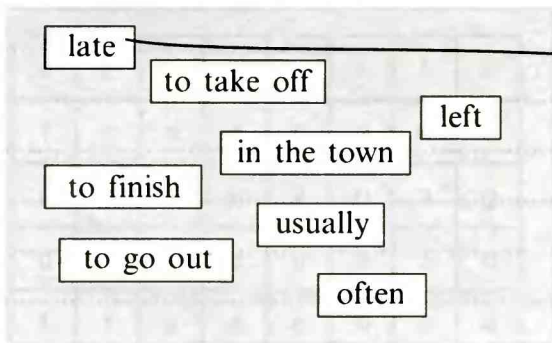 late
to take off
left
in the town
to finish
usually
to go out
often